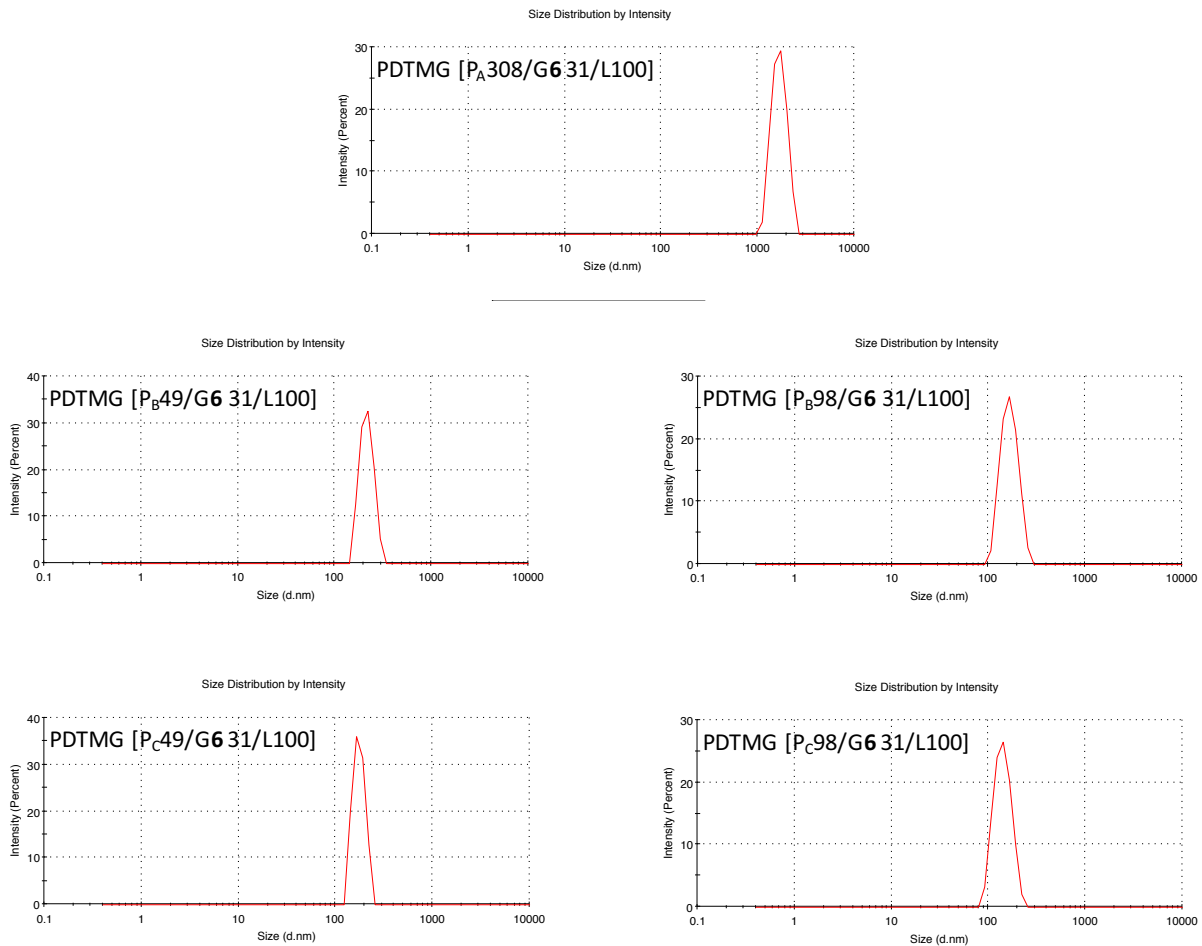 Size Distribution by Intensity
PDTMG [P_A308/G6 31/L100]
Intensity (Percent)
30
20
10
0
0.1 1 10 100 1000 10000
Size (d.nm)
Size Distribution by Intensity
PDTMG [P_B49/G6 31/L100]
Intensity (Percent)
40
30
20
10
0
0.1 1 10 100 1000 10000
Size (d.nm)
Size Distribution by Intensity
PDTMG [P_B98/G6 31/L100]
Intensity (Percent)
30
20
10
0
0.1 1 10 100 1000 10000
Size (d.nm)
Size Distribution by Intensity
PDTMG [P_C49/G6 31/L100]
Intensity (Percent)
40
30
20
10
0
0.1 1 10 100 1000 10000
Size (d.nm)
Size Distribution by Intensity
PDTMG [P_C98/G6 31/L100]
Intensity (Percent)
30
20
10
0
0.1 1 10 100 1000 10000
Size (d.nm)